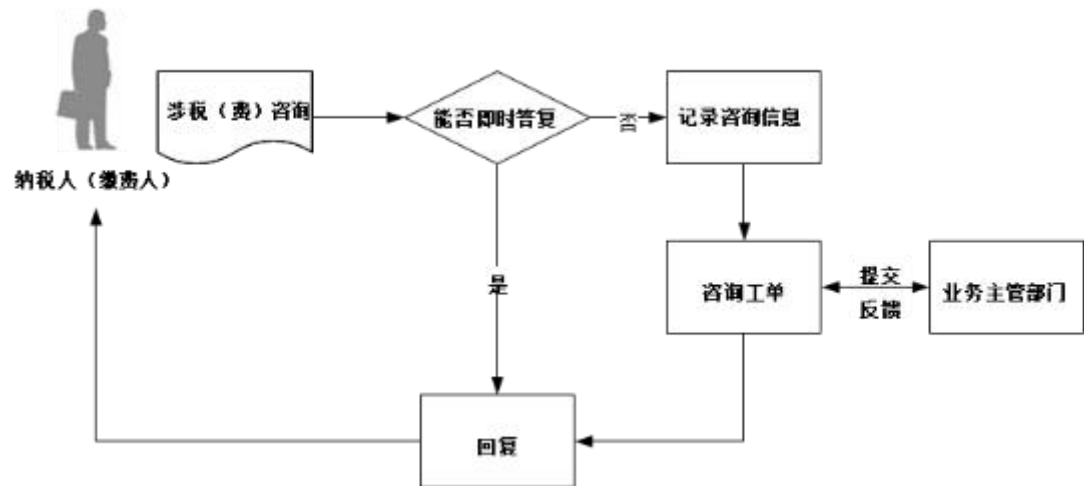 涉税（费）咨询
能否即时答复
否
记录咨询信息
纳税人（缴费人）
是
咨询工单
提交
反馈
业务主管部门
回复